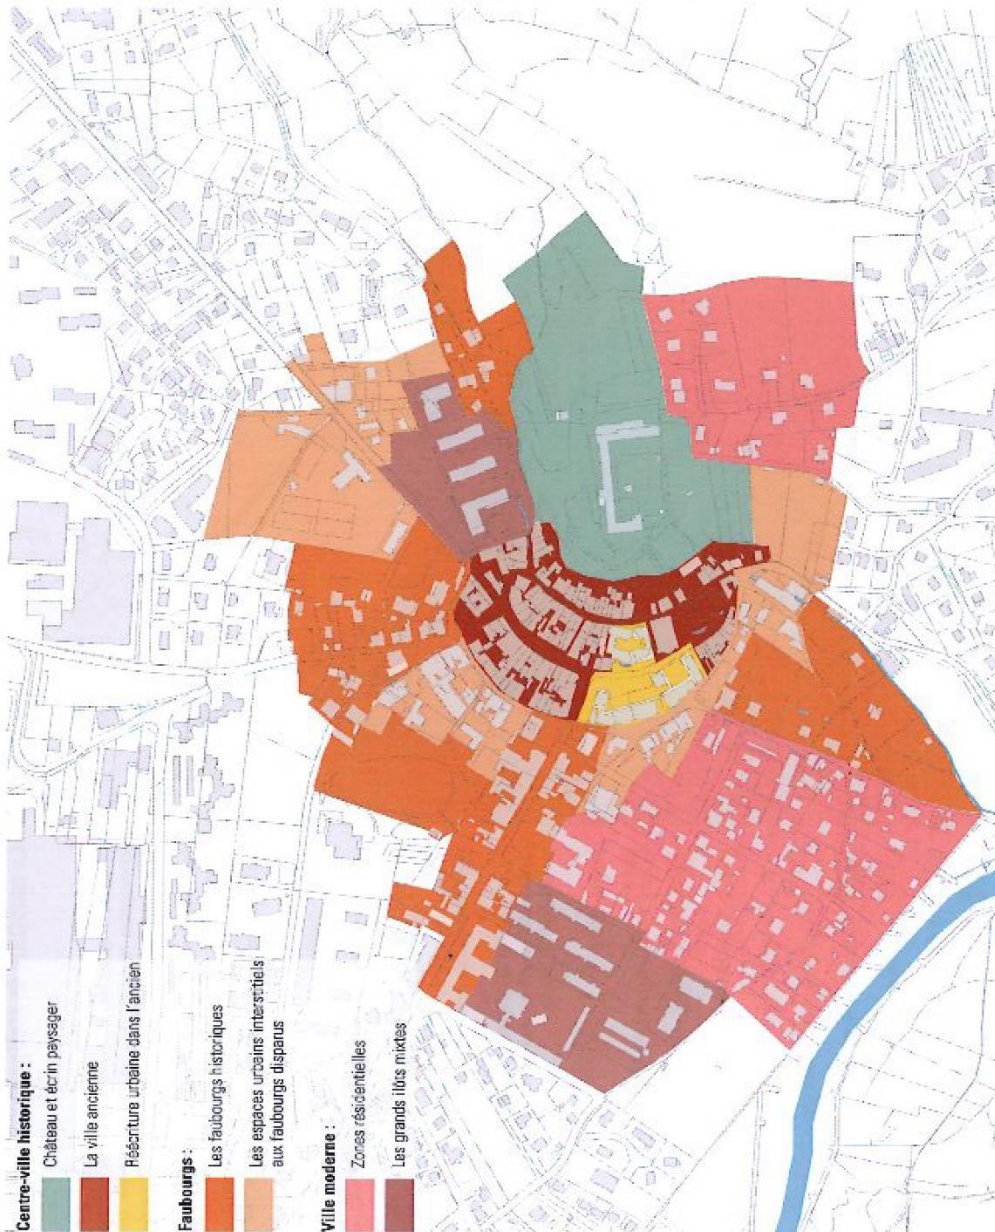 Centre-ville historique :
Château et écrin paysager
La ville ancienne
Réécriture urbaine dans l'ancien
Faubourgs :
Les faubourgs historiques
Les espaces urbains interstitiels
aux faubourgs disparus
Ville moderne :
Zones résidentielles
Les grands ilôts mixtes